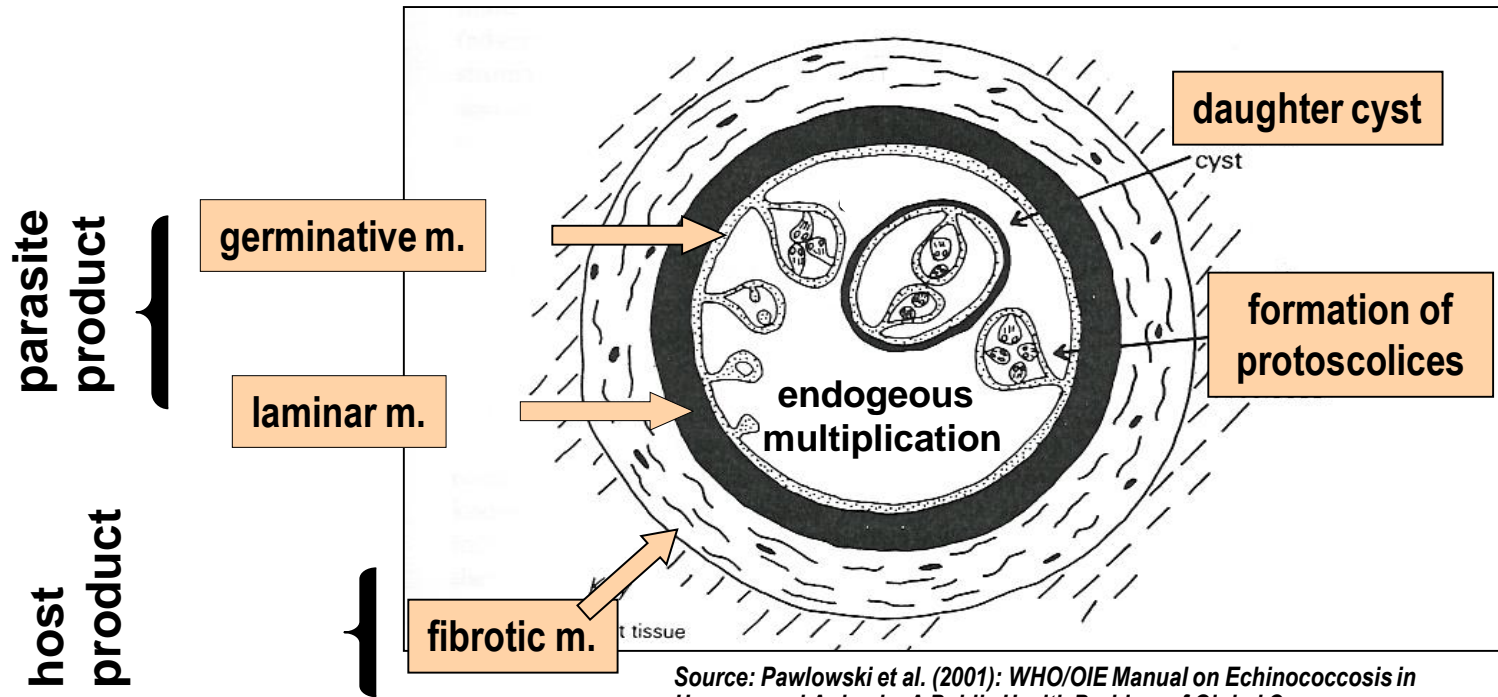 daughter cyst
cyst
parasite
product
germinative m.
formation of
protoscolices
laminar m.
endogeous
multiplication
host
product
fibrotic m.
t tissue
Source: Pawlowski et al. (2001): WHO/OIE Manual on Echinococcosis in